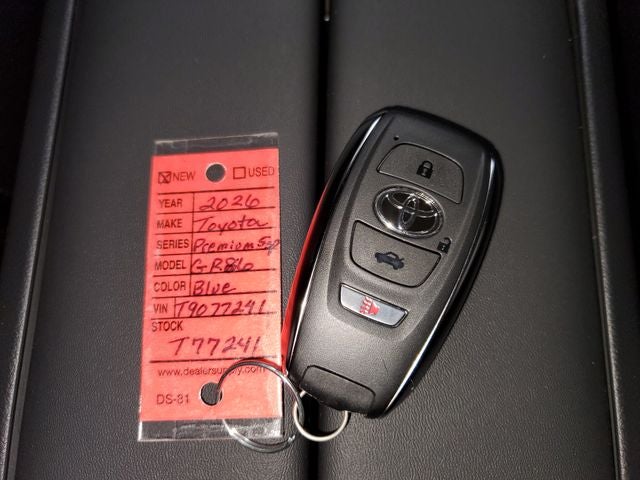 ☒NEW ☐USED
YEAR 2026
MAKE Toyota
SERIES Premium 5sp
MODEL GR86
COLOR Blue
VIN T9077241
STOCK
T77241
www.dealersupply.com
DS-81